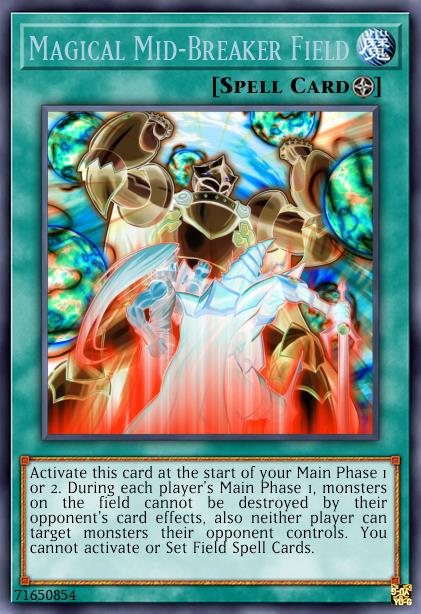 Magical Mid-Breaker Field
魔
[Spell Card]
Activate this card at the start of your Main Phase 1
or 2. During each player's Main Phase 1, monsters
on the field cannot be destroyed by their
opponent's card effects, also neither player can
target monsters their opponent controls. You
cannot activate or Set Field Spell Cards.
71650854